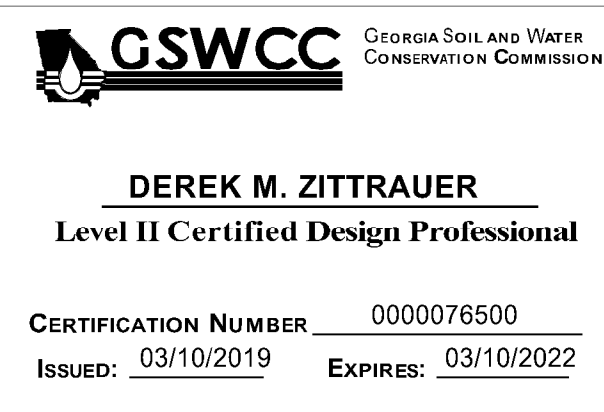 GSWCC
Georgia Soil and Water
Conservation Commission
DEREK M. ZITTRAUER
Level II Certified Design Professional
Certification Number 0000076500
Issued: 03/10/2019 Expires: 03/10/2022